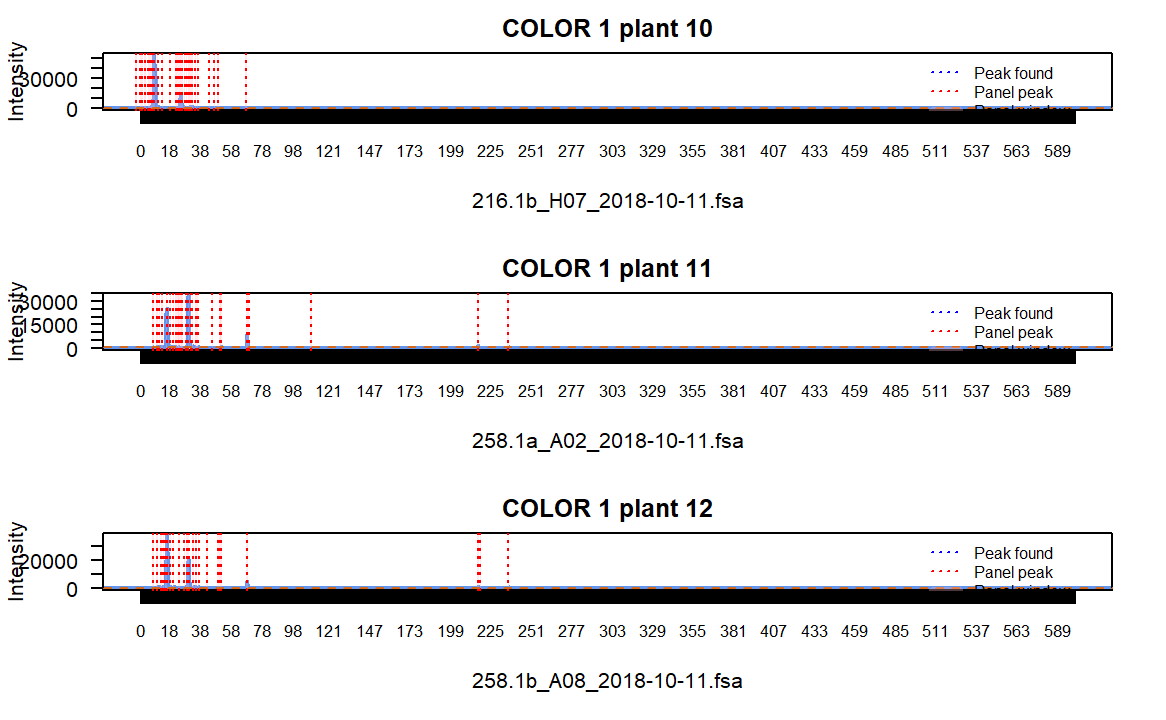 COLOR 1 plant 10
Intensity
30000
0
Peak found
Panel peak
0 18 38 58 78 98 121 147 173 199 225 251 277 303 329 355 381 407 433 459 485 511 537 563 589
216.1b_H07_2018-10-11.fsa
COLOR 1 plant 11
Intensity
30000
15000
0
Peak found
Panel peak
0 18 38 58 78 98 121 147 173 199 225 251 277 303 329 355 381 407 433 459 485 511 537 563 589
258.1a_A02_2018-10-11.fsa
COLOR 1 plant 12
Intensity
20000
0
Peak found
Panel peak
0 18 38 58 78 98 121 147 173 199 225 251 277 303 329 355 381 407 433 459 485 511 537 563 589
258.1b_A08_2018-10-11.fsa